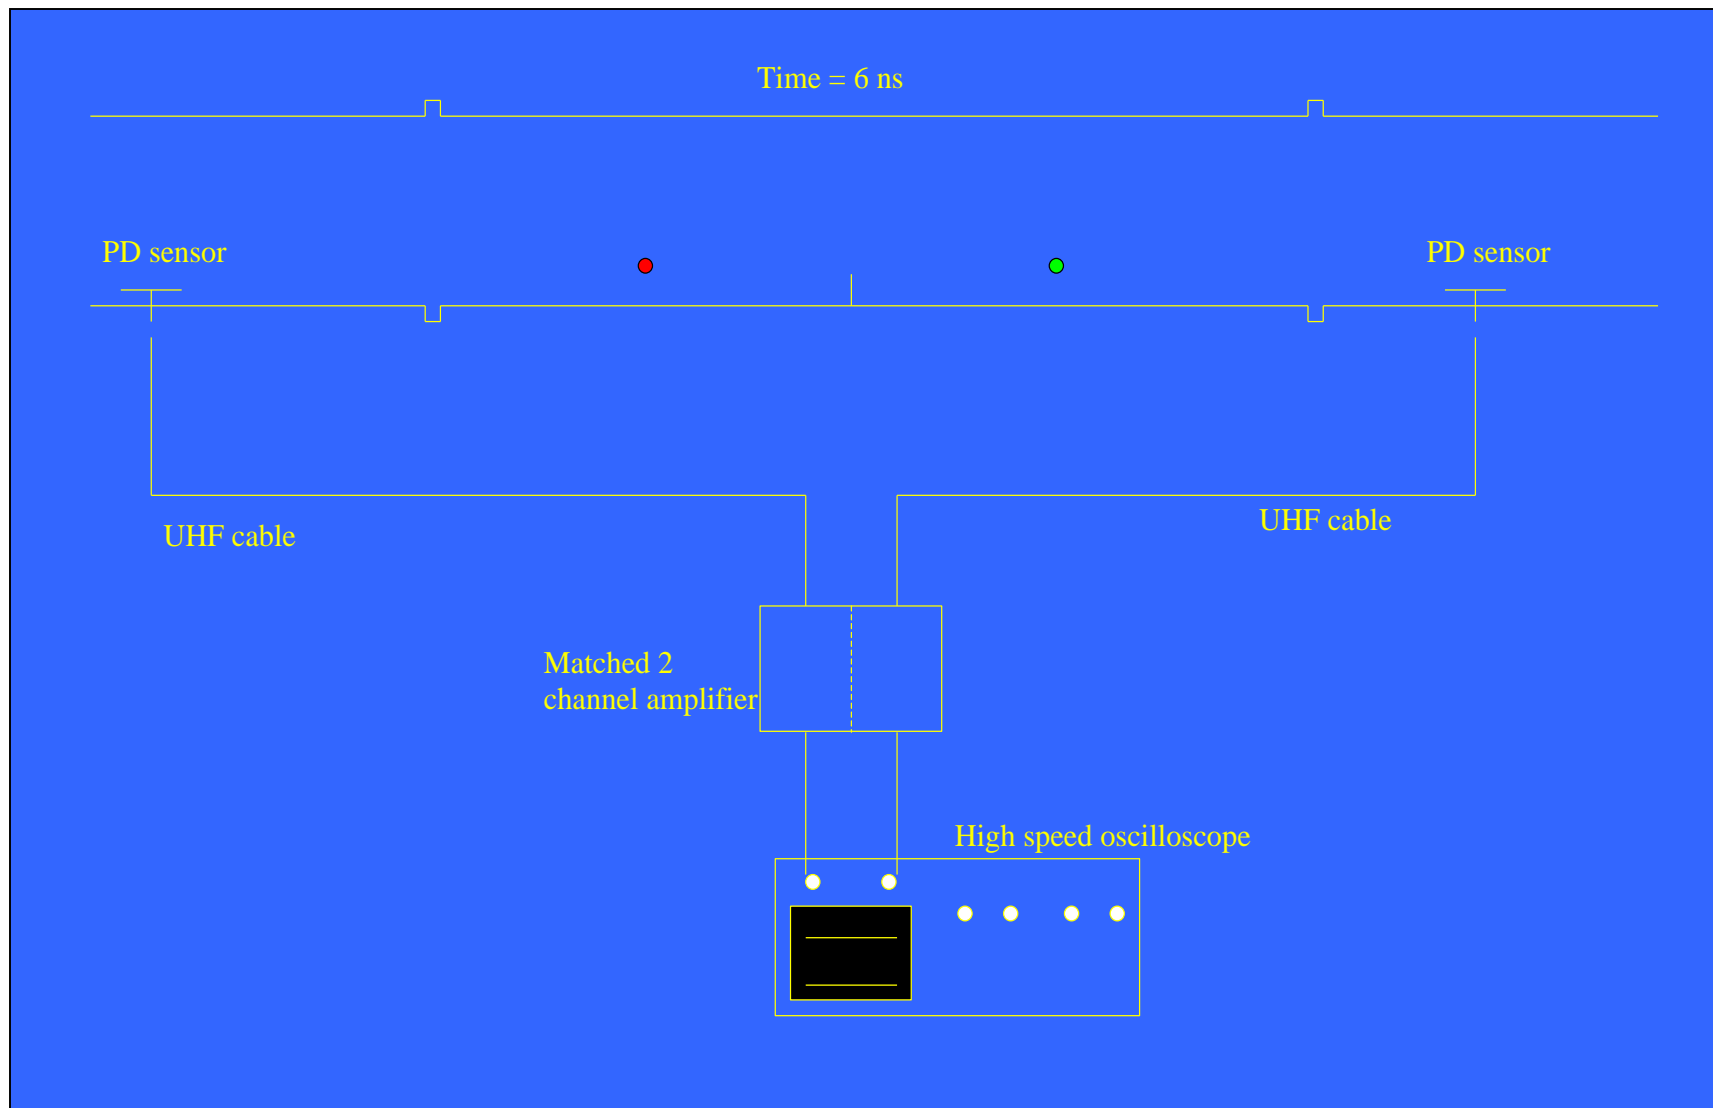 Time = 6 ns
PD sensor
PD sensor
UHF cable
UHF cable
Matched 2
channel amplifier
High speed oscilloscope